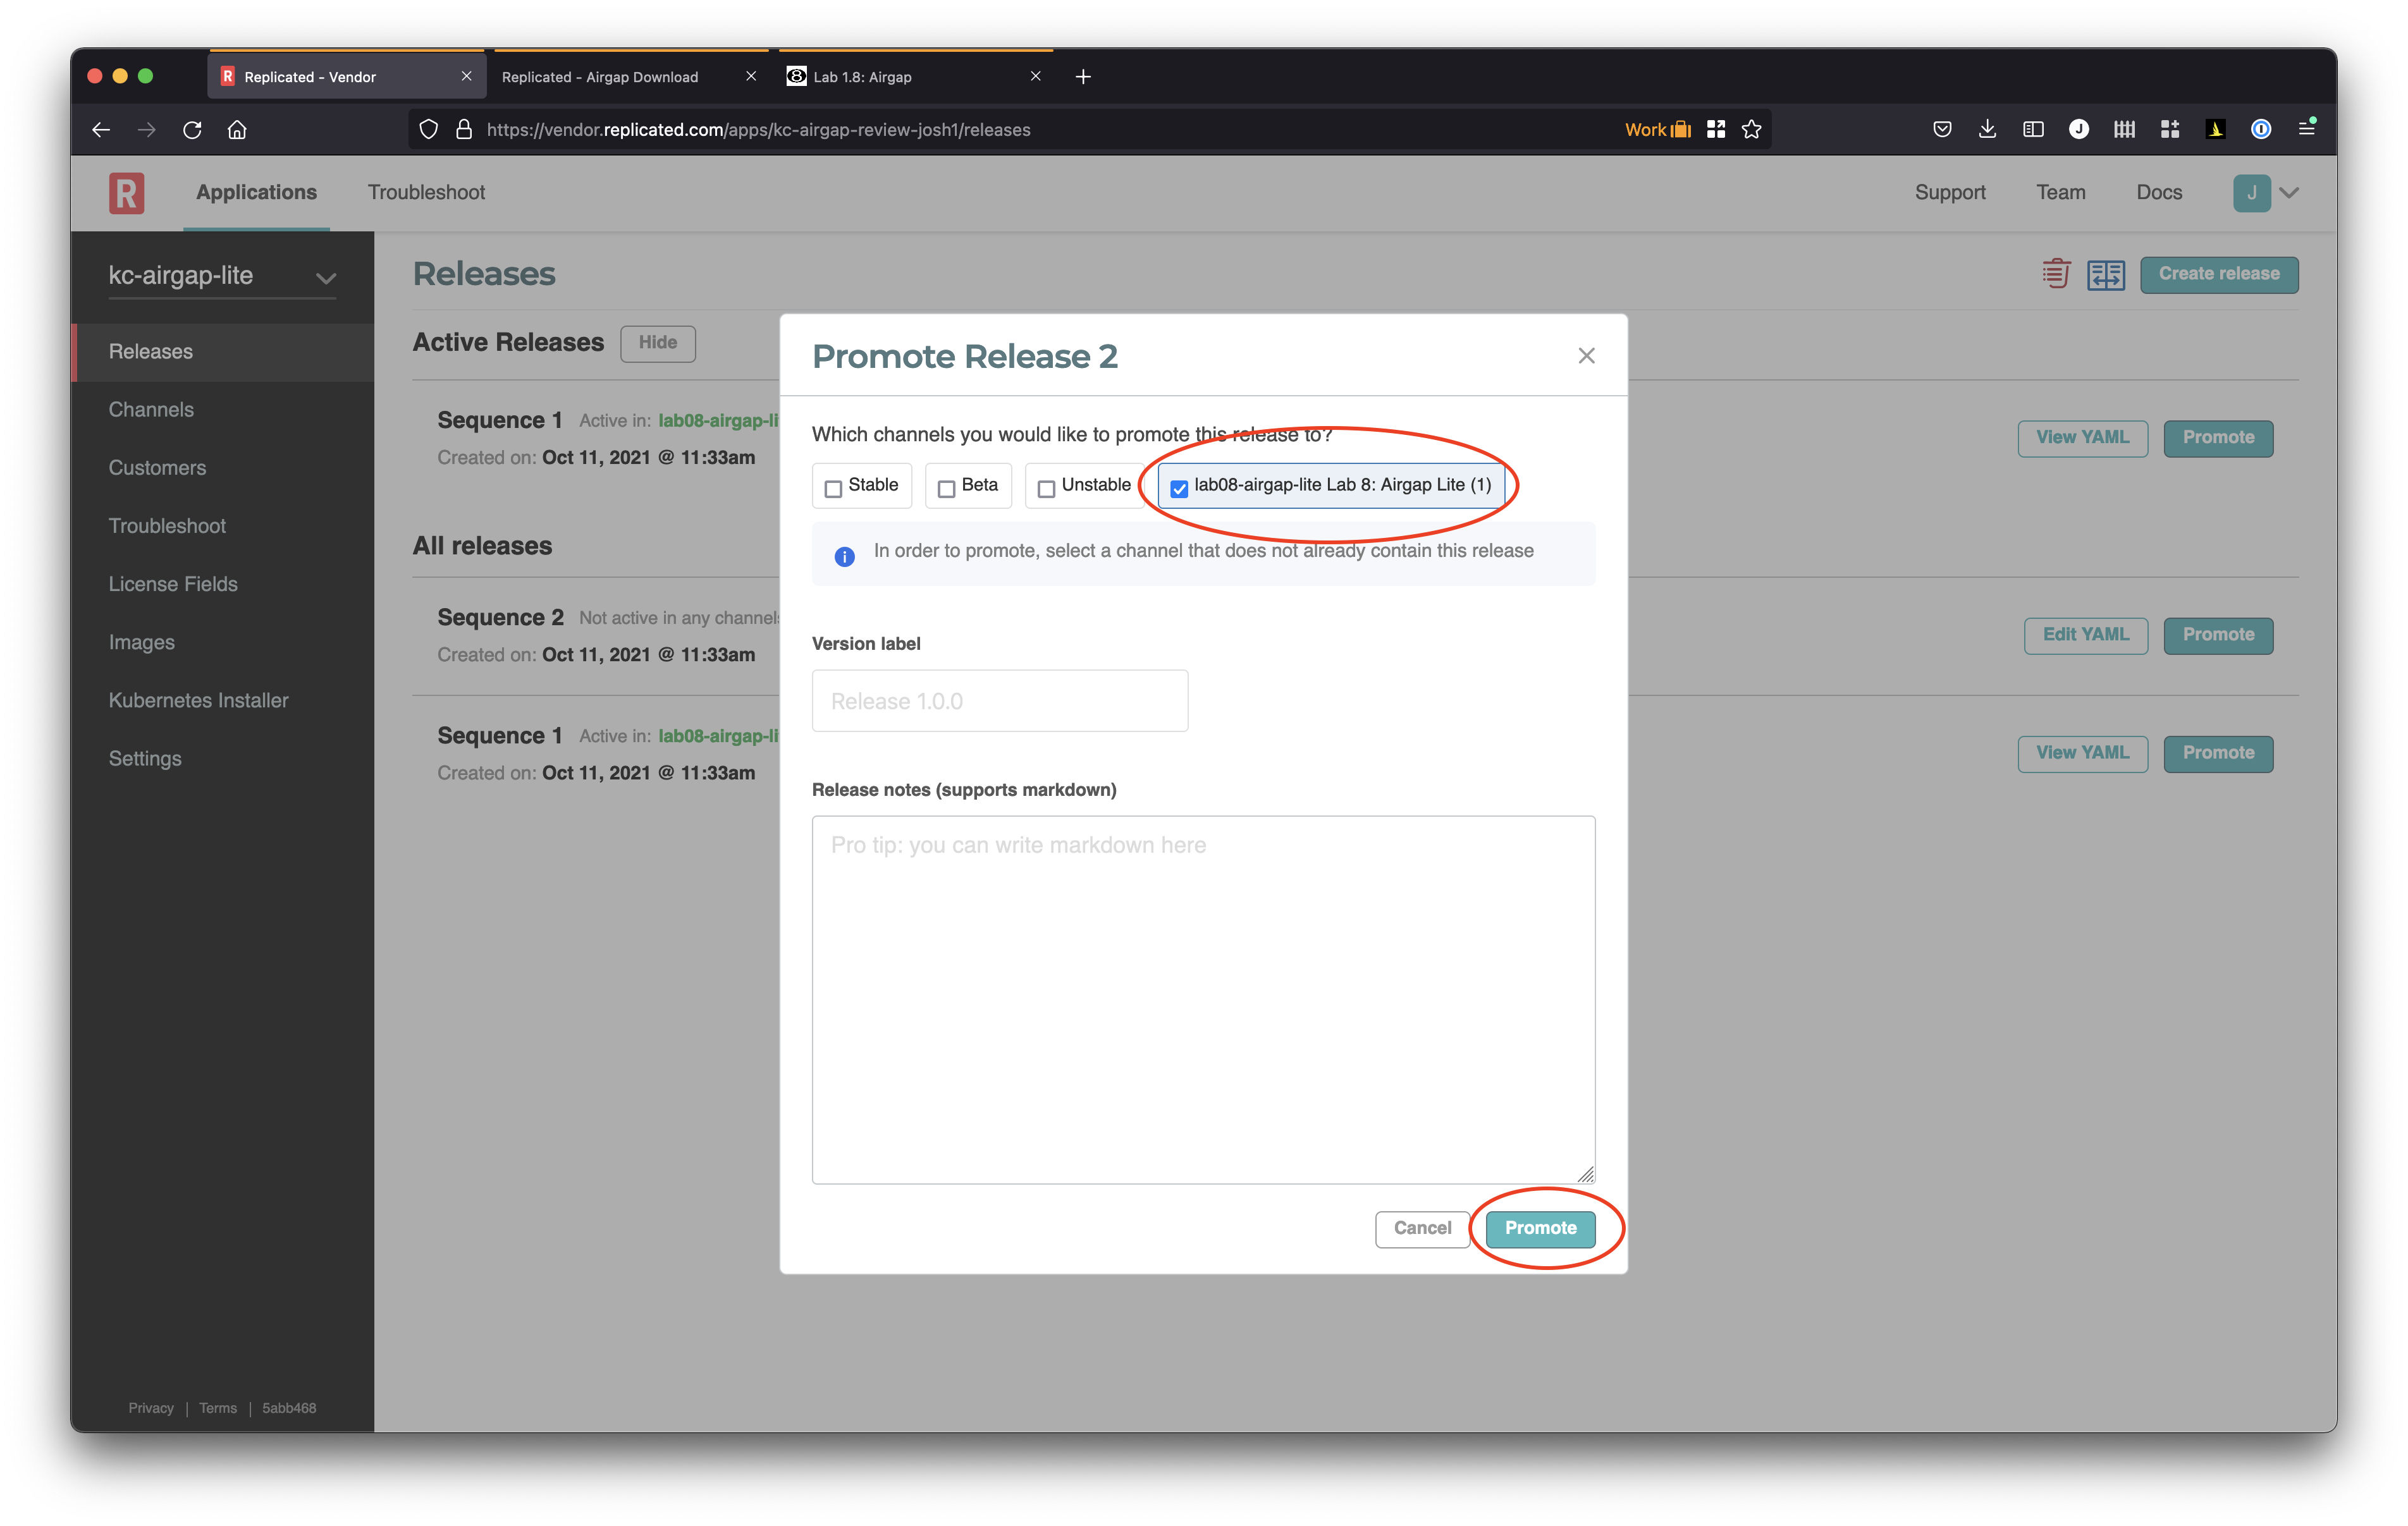 Replicated - Vendor
Replicated - Airgap Download
Lab 1.8: Airgap
https://vendor.replicated.com/apps/kc-airgap-review-josh1/releases
Work
R
Applications
Troubleshoot
Support
Team
Docs
J
kc-airgap-lite
Releases
Channels
Customers
Troubleshoot
License Fields
Images
Kubernetes Installer
Settings
Privacy | Terms | 5abb468
Releases
Create release
Active Releases
Hide
Sequence 1 Active in: lab08-airgap-li
Created on: Oct 11, 2021 @ 11:33am
View YAML
Promote
All releases
Sequence 2 Not active in any channels
Created on: Oct 11, 2021 @ 11:33am
Edit YAML
Promote
Sequence 1 Active in: lab08-airgap-li
Created on: Oct 11, 2021 @ 11:33am
View YAML
Promote
Promote Release 2
Which channels you would like to promote this release to?
Stable
Beta
Unstable
lab08-airgap-lite Lab 8: Airgap Lite (1)
In order to promote, select a channel that does not already contain this release
Version label
Release 1.0.0
Release notes (supports markdown)
Pro tip: you can write markdown here
Cancel
Promote